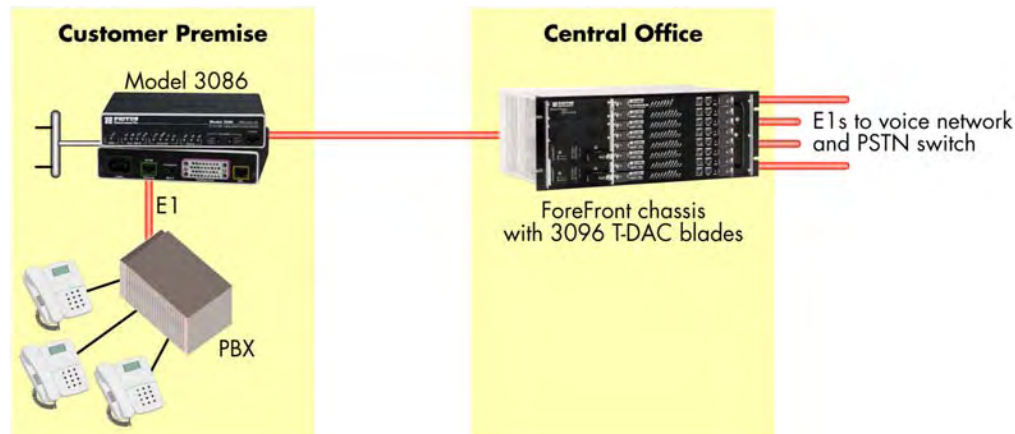 Customer Premise
Central Office
Model 3086
E1
PBX
ForeFront chassis
with 3096 T-DAC blades
E1s to voice network
and PSTN switch